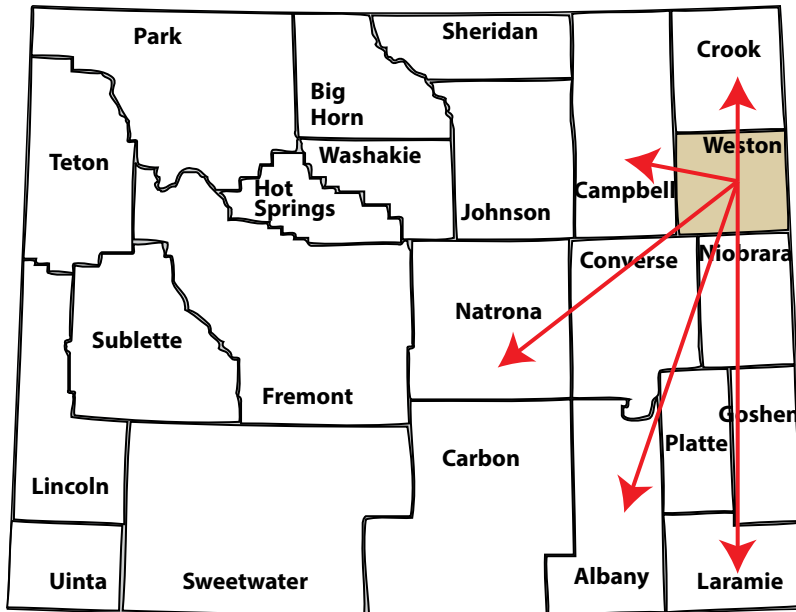 Park
Sheridan
Crook
Big
Horn
Teton
Washakie
Weston
Hot
Springs
Campbell
Johnson
Converse
Niobrara
Natrona
Sublette
Fremont
Goshen
Platte
Carbon
Lincoln
Uinta
Sweetwater
Albany
Laramie